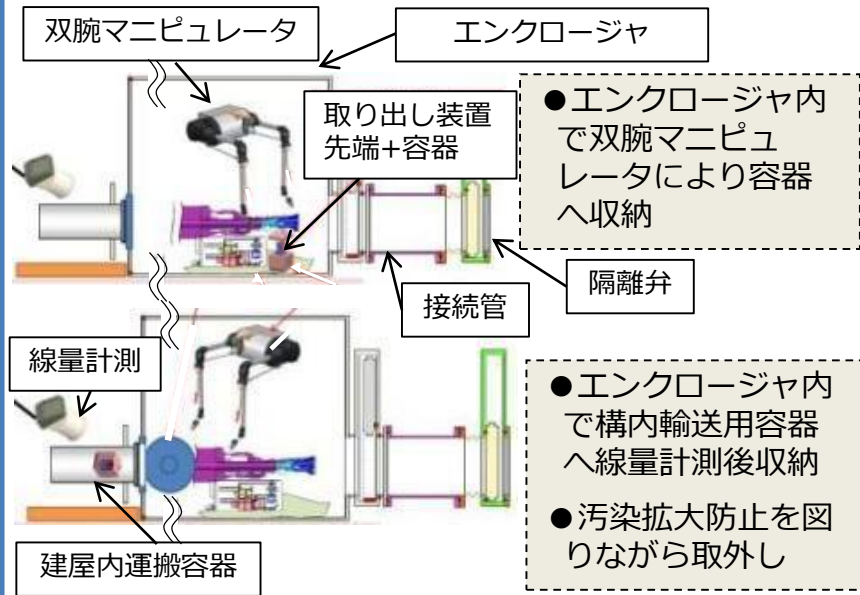 双腕マニピュレータ
エンクロージャ
取り出し装置
先端+容器
●エンクロージャ内
で双腕マニピュ
レータにより容器
へ収納
隔離弁
接続管
線量計測
●エンクロージャ内
で構内輸送用容器
へ線量計測後収納
●汚染拡大防止を図
りながら取外し
建屋内運搬容器